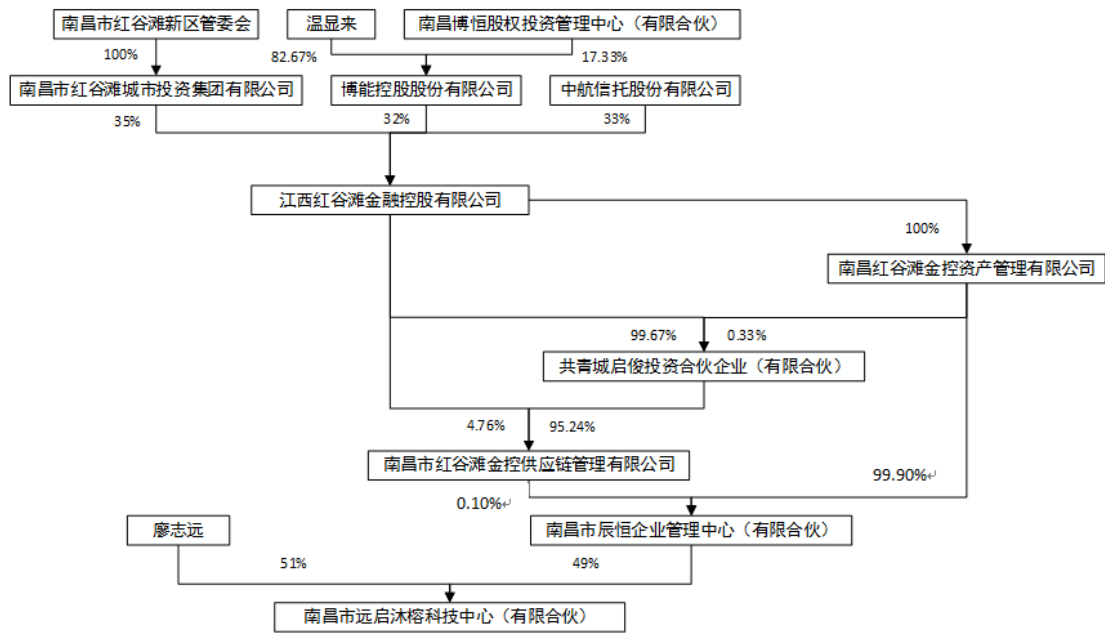 南昌市红谷滩新区管委会
温显来
南昌博恒股权投资管理中心（有限合伙）
100%
82.67%
17.33%
南昌市红谷滩城市投资集团有限公司
博能控股股份有限公司
中航信托股份有限公司
35%
32%
33%
江西红谷滩金融控股有限公司
100%
南昌红谷滩金控资产管理有限公司
99.67%
0.33%
共青城启俊投资合伙企业（有限合伙）
4.76%
95.24%
南昌市红谷滩金控供应链管理有限公司
99.90%
0.10%
廖志远
南昌市辰恒企业管理中心（有限合伙）
51%
49%
南昌市远启沐榕科技中心（有限合伙）